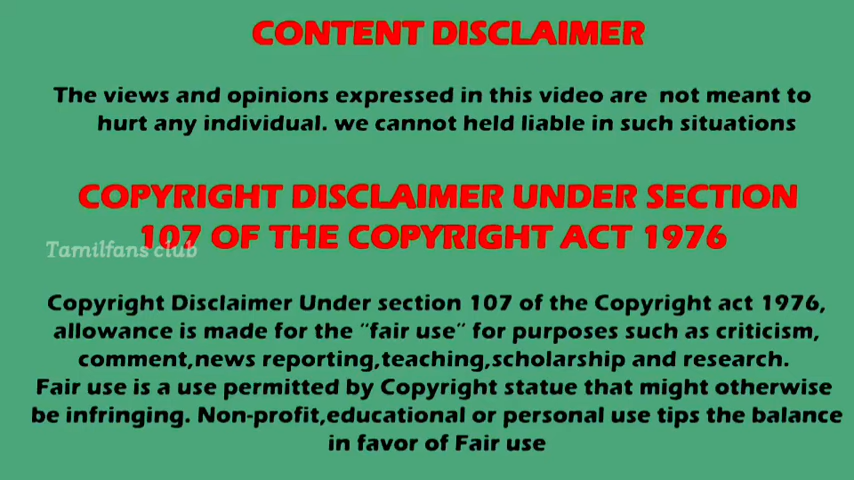 CONTENT DISCLAIMER
The views and opinions expressed in this video are not meant to
hurt any individual. we cannot held liable in such situations
COPYRIGHT DISCLAIMER UNDER SECTION
107 OF THE COPYRIGHT ACT 1976
Tamilfans club
Copyright Disclaimer Under section 107 of the Copyright act 1976,
allowance is made for the "fair use" for purposes such as criticism,
comment,news reporting,teaching,scholarship and research.
Fair use is a use permitted by Copyright statue that might otherwise
be infringing. Non-profit,educational or personal use tips the balance
in favor of Fair use